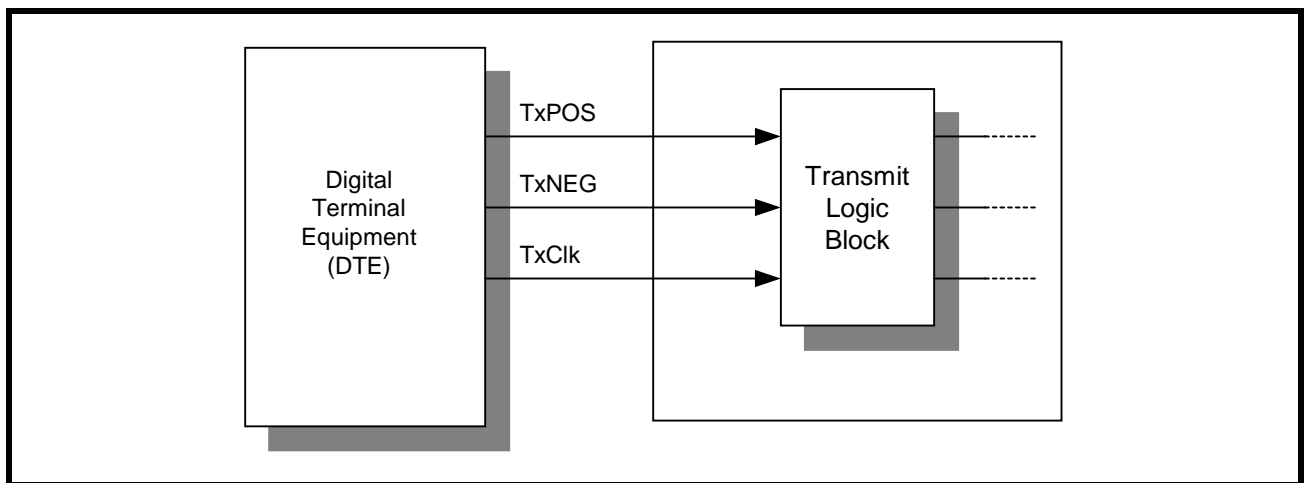 Digital
Terminal
Equipment
(DTE)
TxPOS
TxNEG
TxClk
Transmit
Logic
Block